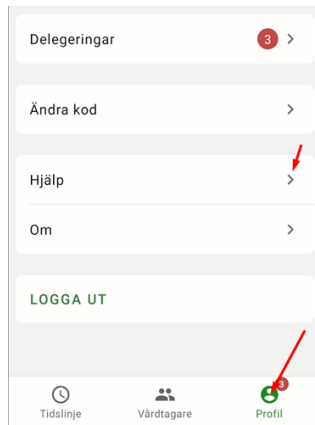 Delegeringar 3
Ändra kod
Hjälp
Om
LOGGA UT
3
Tidslinje Vårdtagare Profil